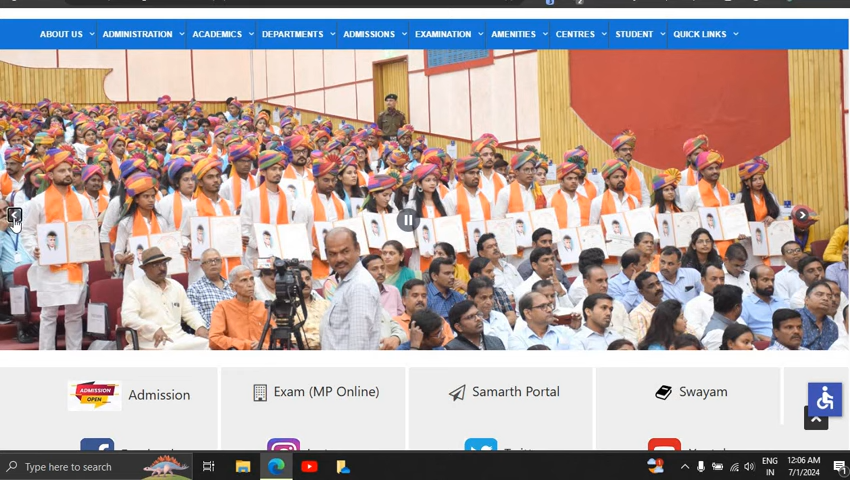 ABOUT US ADMINISTRATION ACADEMICS DEPARTMENTS ADMISSIONS EXAMINATION AMENITIES CENTRES STUDENT QUICK LINKS
ADMISSION OPEN Admission Exam (MP Online) Samarth Portal Swayam
Type here to search
ENG IN
12:06 AM
7/1/2024